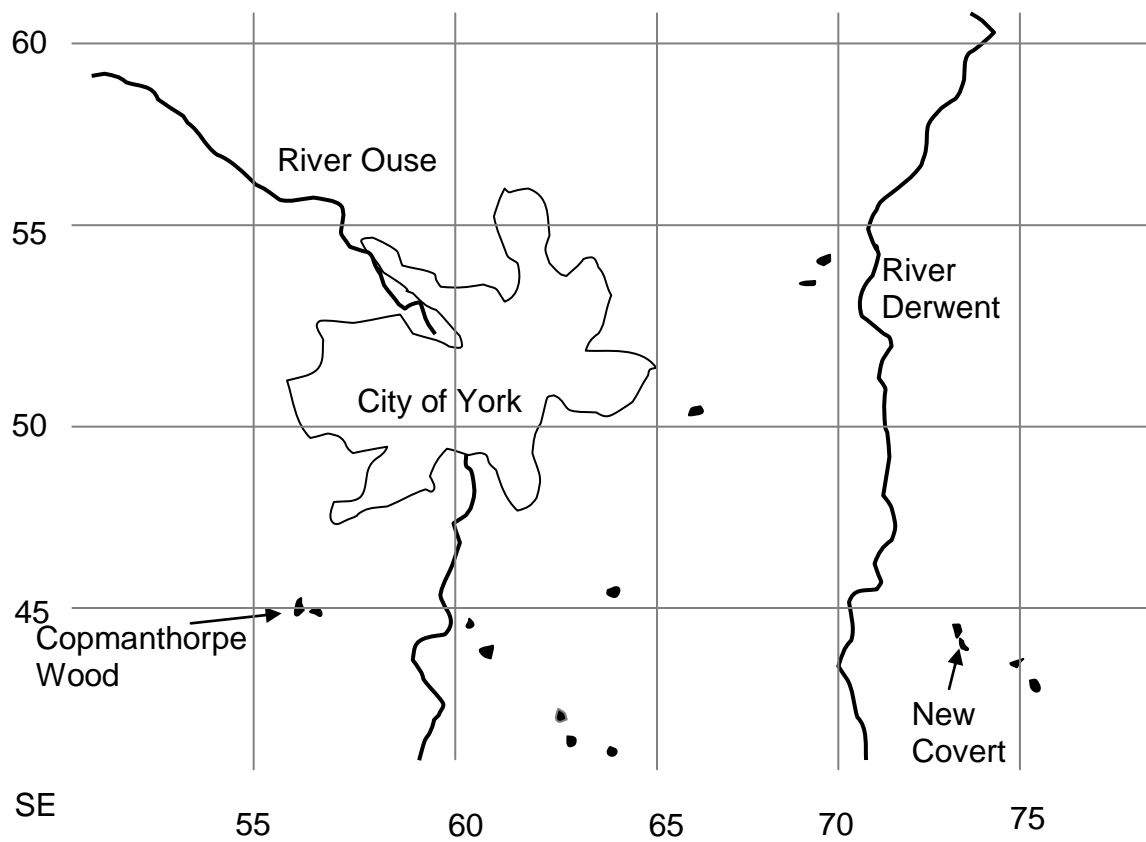 60
River Ouse
55
River
Derwent
City of York
50
45
Copmanthorpe
Wood
New
Covert
SE
55
60
65
70
75